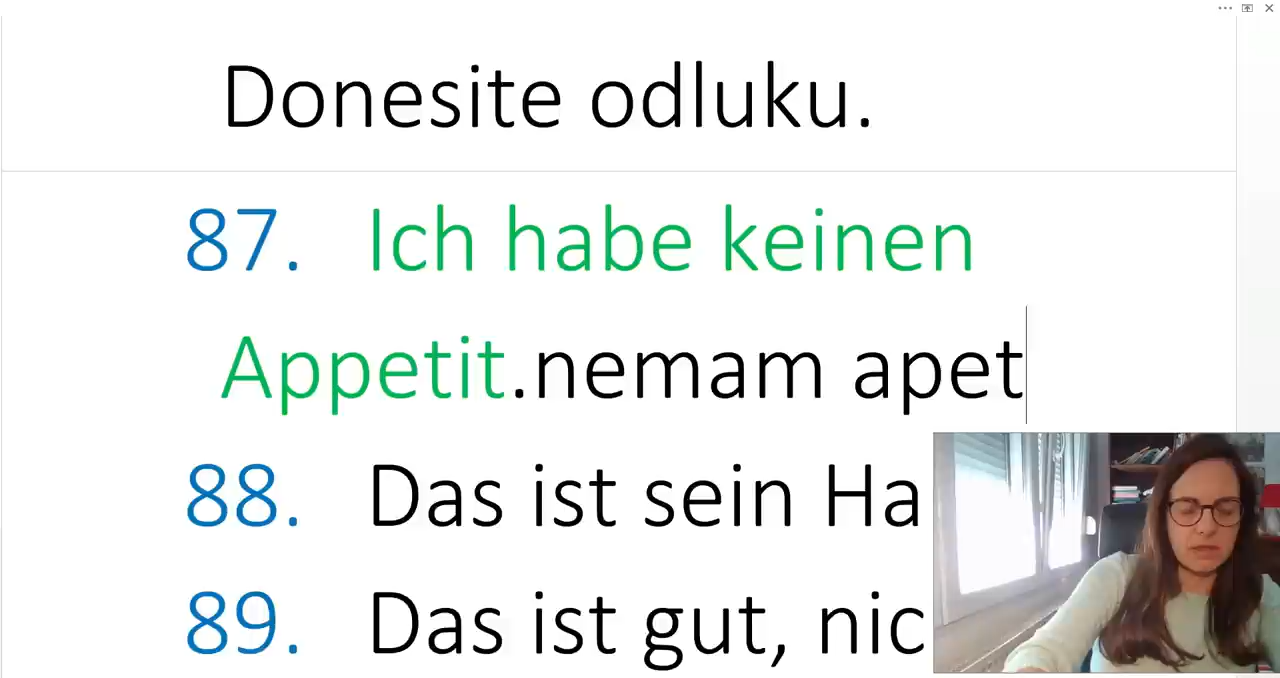 Donesite odluku.
87. Ich habe keinen
Appetit.nemam apet
88. Das ist sein Ha
89. Das ist gut, nic